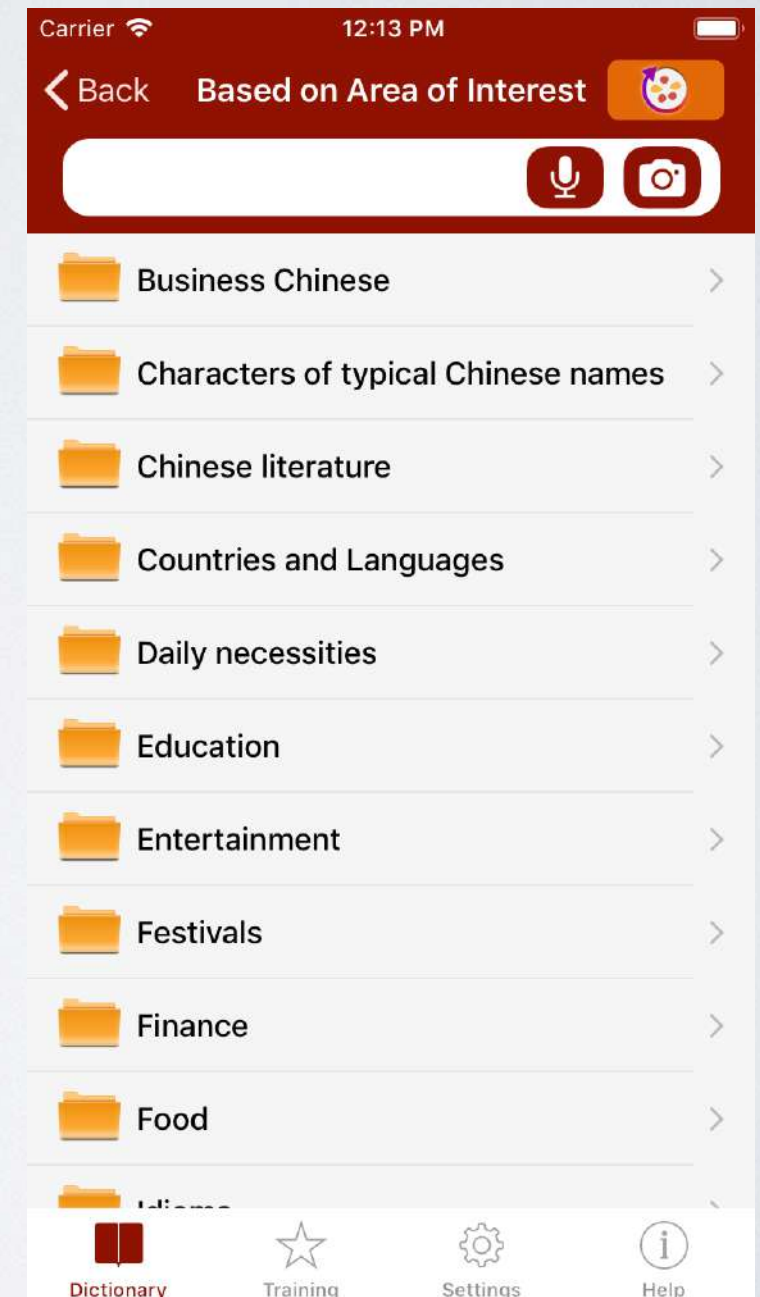 Carrier 12:13 PM
Back Based on Area of Interest
Business Chinese
Characters of typical Chinese names
Chinese literature
Countries and Languages
Daily necessities
Education
Entertainment
Festivals
Finance
Food
Dictionary Training Settings Help